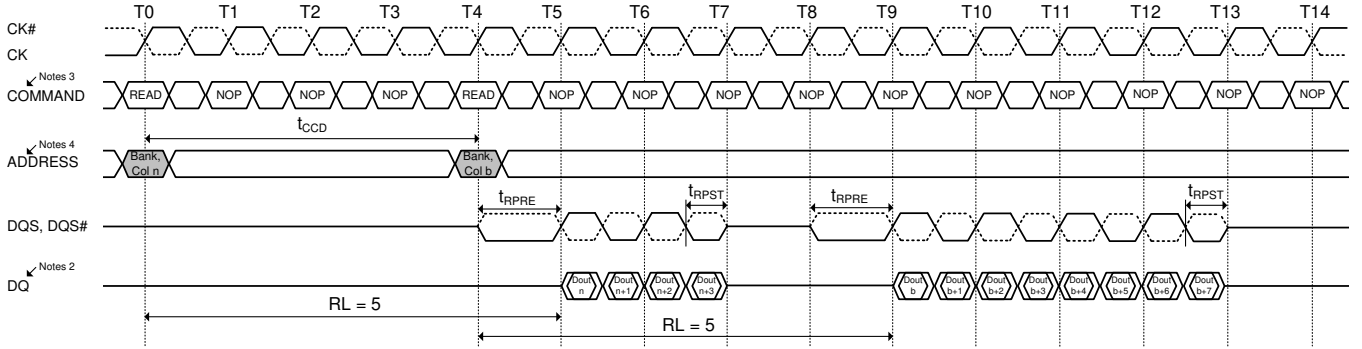 T0 T1 T2 T3 T4 T5 T6 T7 T8 T9 T10 T11 T12 T13 T14
CK#
CK
Notes 3
COMMAND READ NOP NOP NOP READ NOP NOP NOP NOP NOP NOP NOP NOP NOP NOP
tCCD
Notes 4
ADDRESS Bank, Col n Bank, Col b
tRPRE tRPST tRPRE tRPST
DQS, DQS#
Notes 2
DQ Dout n Dout n+1 Dout n+2 Dout n+3 Dout b Dout b+1 Dout b+2 Dout b+3 Dout b+4 Dout b+5 Dout b+6 Dout b+7
RL = 5
RL = 5